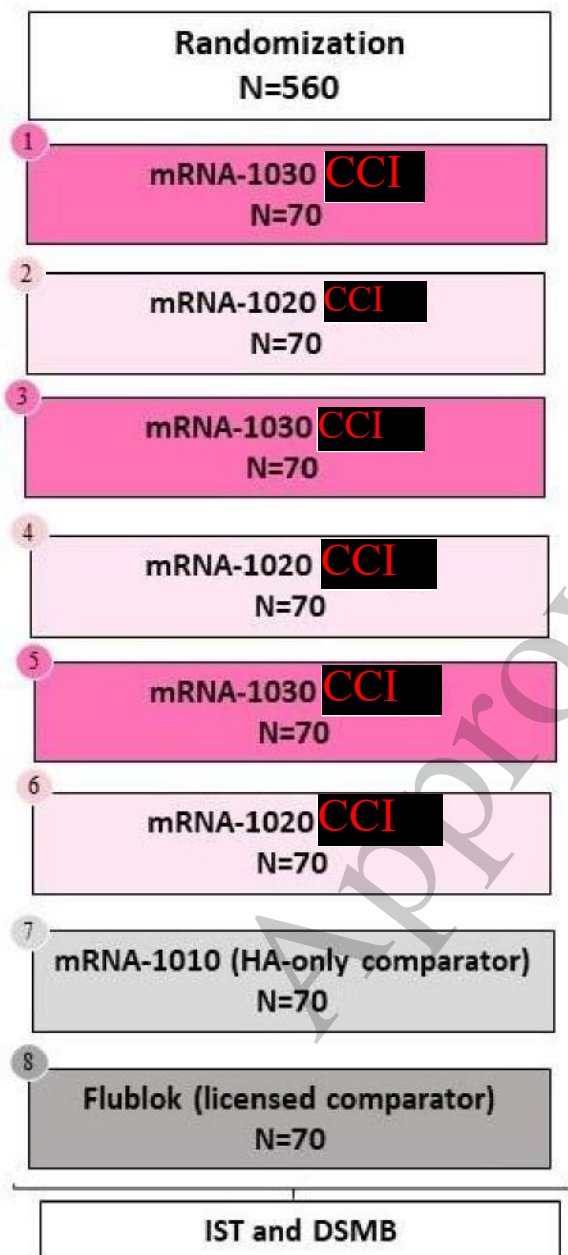 Randomization
N=560
1
mRNA-1030 CCI
N=70
2
mRNA-1020 CCI
N=70
3
mRNA-1030 CCI
N=70
4
mRNA-1020 CCI
N=70
5
mRNA-1030 CCI
N=70
6
mRNA-1020 CCI
N=70
7
mRNA-1010 (HA-only comparator)
N=70
8
Flublok (licensed comparator)
N=70
IST and DSMB